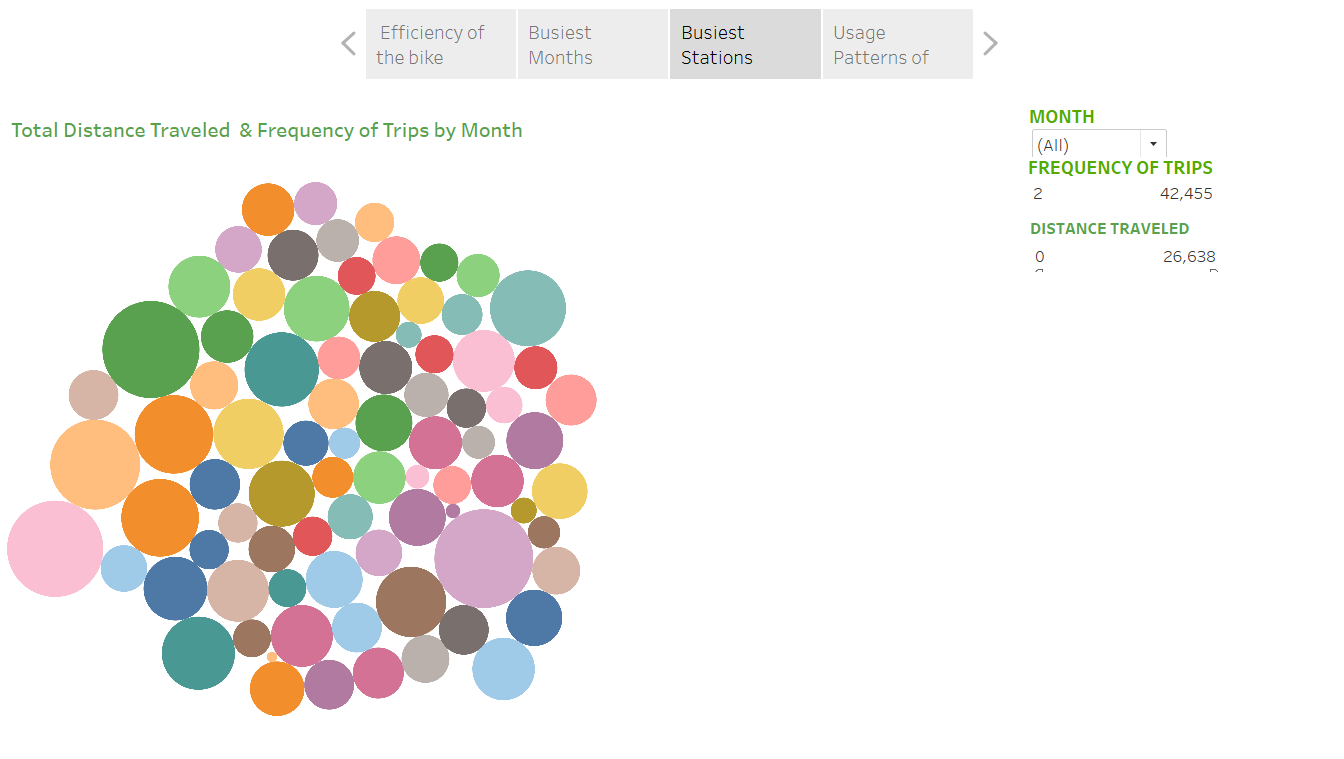 Efficiency of
the bike
Busiest
Months
Busiest
Stations
Usage
Patterns of
Total Distance Traveled & Frequency of Trips by Month
MONTH
(All)
FREQUENCY OF TRIPS
2 42,455
DISTANCE TRAVELED
0 26,638